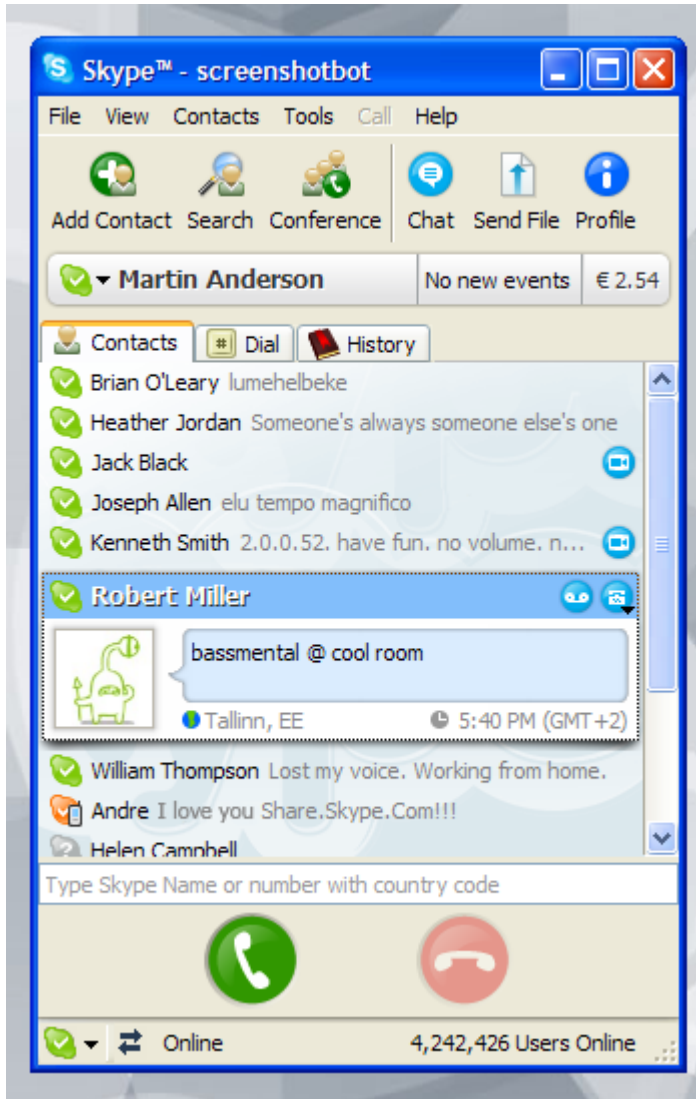 Skype™ - screenshotbot
File View Contacts Tools Call Help
Add Contact Search Conference Chat Send File Profile
Martin Anderson No new events € 2.54
Contacts # Dial History
Brian O'Leary lumehelbeke
Heather Jordan Someone's always someone else's one
Jack Black
Joseph Allen elu tempo magnifico
Kenneth Smith 2.0.0.52. have fun. no volume. n...
Robert Miller
bassmental @ cool room
Tallinn, EE 5:40 PM (GMT+2)
William Thompson Lost my voice. Working from home.
Andre I love you Share.Skype.Com!!!
Helen Campbell
Type Skype Name or number with country code
Online 4,242,426 Users Online